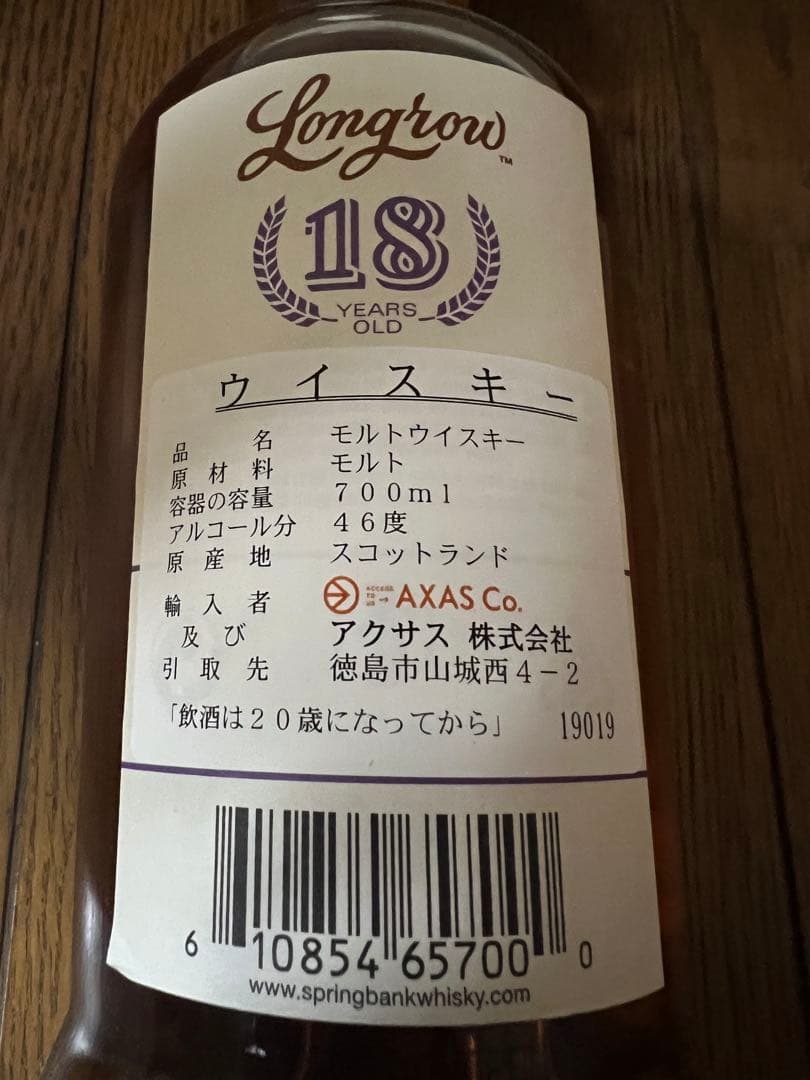 Longrow™
18
YEARS
OLD
ウイスキー
品名 モルトウイスキー
原材料 モルト
容器の容量 700ml
アルコール分 46度
原産地 スコットランド
輸入者 ACCESS TO US → AXAS Co.
及び アクサス 株式会社
引取先 徳島市山城西4-2
「飲酒は20歳になってから」 19019
6 10854 65700 0
www.springbankwhisky.com